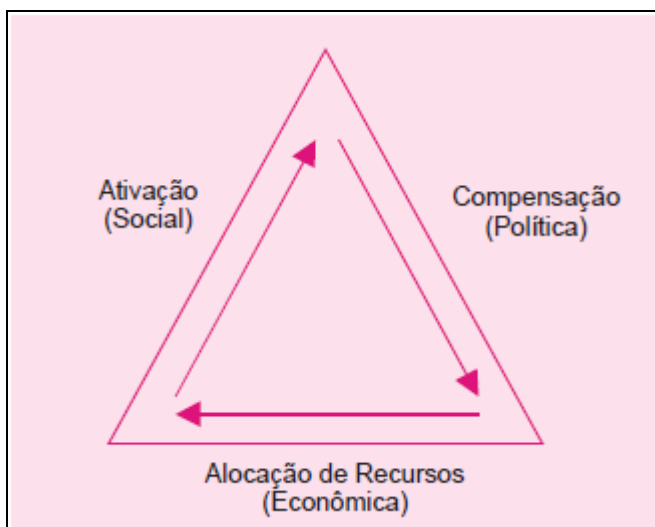 Ativação
(Social)
Compensação
(Política)
Alocação de Recursos
(Econômica)